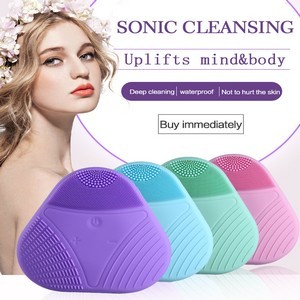 SONIC CLEANSING
Uplifts mind&body
Deep cleaning waterproof Not to hurt the skin
Buy immediately